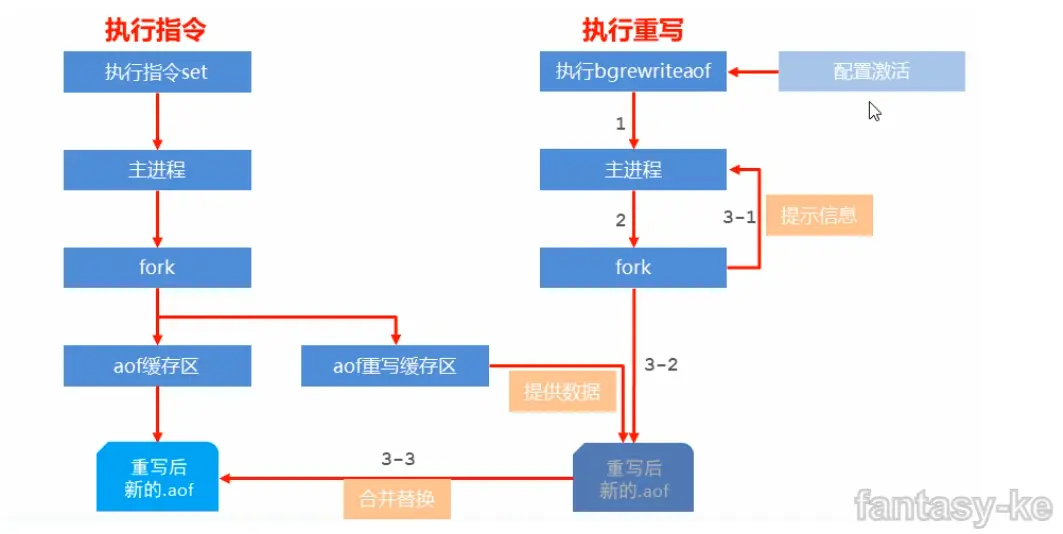 执行指令
执行重写
执行指令set
执行bgrewriteaof
配置激活
1
主进程
主进程
2
3-1
提示信息
fork
fork
aof缓存区
aof重写缓存区
3-2
提供数据
重写后
新的.aof
3-3
合并替换
重写后
新的.aof
fantasy-ke